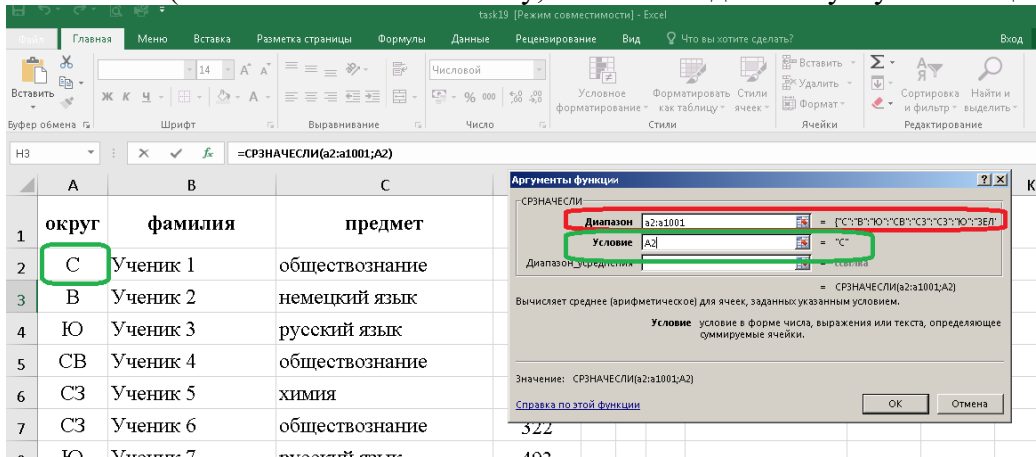 task19 [Режим совместимости] - Excel
Файл Главная Меню Вставка Разметка страницы Формулы Данные Рецензирование Вид Что вы хотите сделать? Вход
Вставить
Ж К Ч 14 А А
Числовой
% 000
Условное форматирование
Форматировать как таблицу
Стили ячеек
Вставить
Удалить
Формат
Сортировка и фильтр
Найти и выделить
Буфер обмена Шрифт Выравнивание Число Стили Ячейки Редактирование
H3 fx =СРЗНАЧЕСЛИ(a2:a1001;A2)
A B C K
1 округ фамилия предмет
2 С Ученик 1 обществознание
3 В Ученик 2 немецкий язык
4 Ю Ученик 3 русский язык
5 СВ Ученик 4 обществознание
6 СЗ Ученик 5 химия
7 СЗ Ученик 6 обществознание 322
Аргументы функции
СРЗНАЧЕСЛИ
Диапазон a2:a1001 = {"С":"В":"Ю":"СВ":"СЗ":"СЗ":"Ю":"ЗЕЛ"
Условие A2 = "С"
Диапазон_усреднения = ссылка
= СРЗНАЧЕСЛИ(a2:a1001;A2)
Вычисляет среднее (арифметическое) для ячеек, заданных указанным условием.
Условие условие в форме числа, выражения или текста, определяющее
суммируемые ячейки.
Значение: СРЗНАЧЕСЛИ(a2:a1001;A2)
Справка по этой функции ОК Отмена